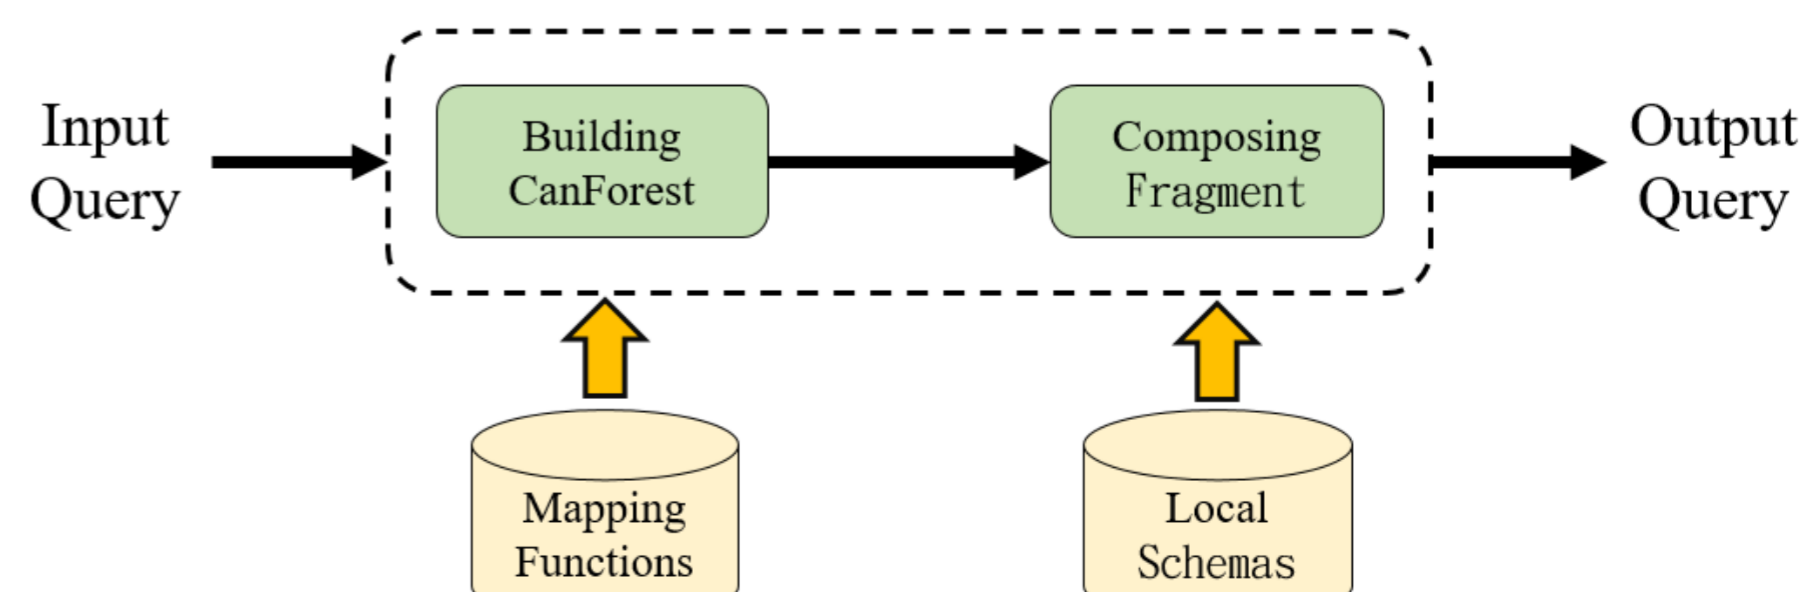 Input
Query
Building
CanForest
Composing
Fragment
Output
Query
Mapping
Functions
Local
Schemas